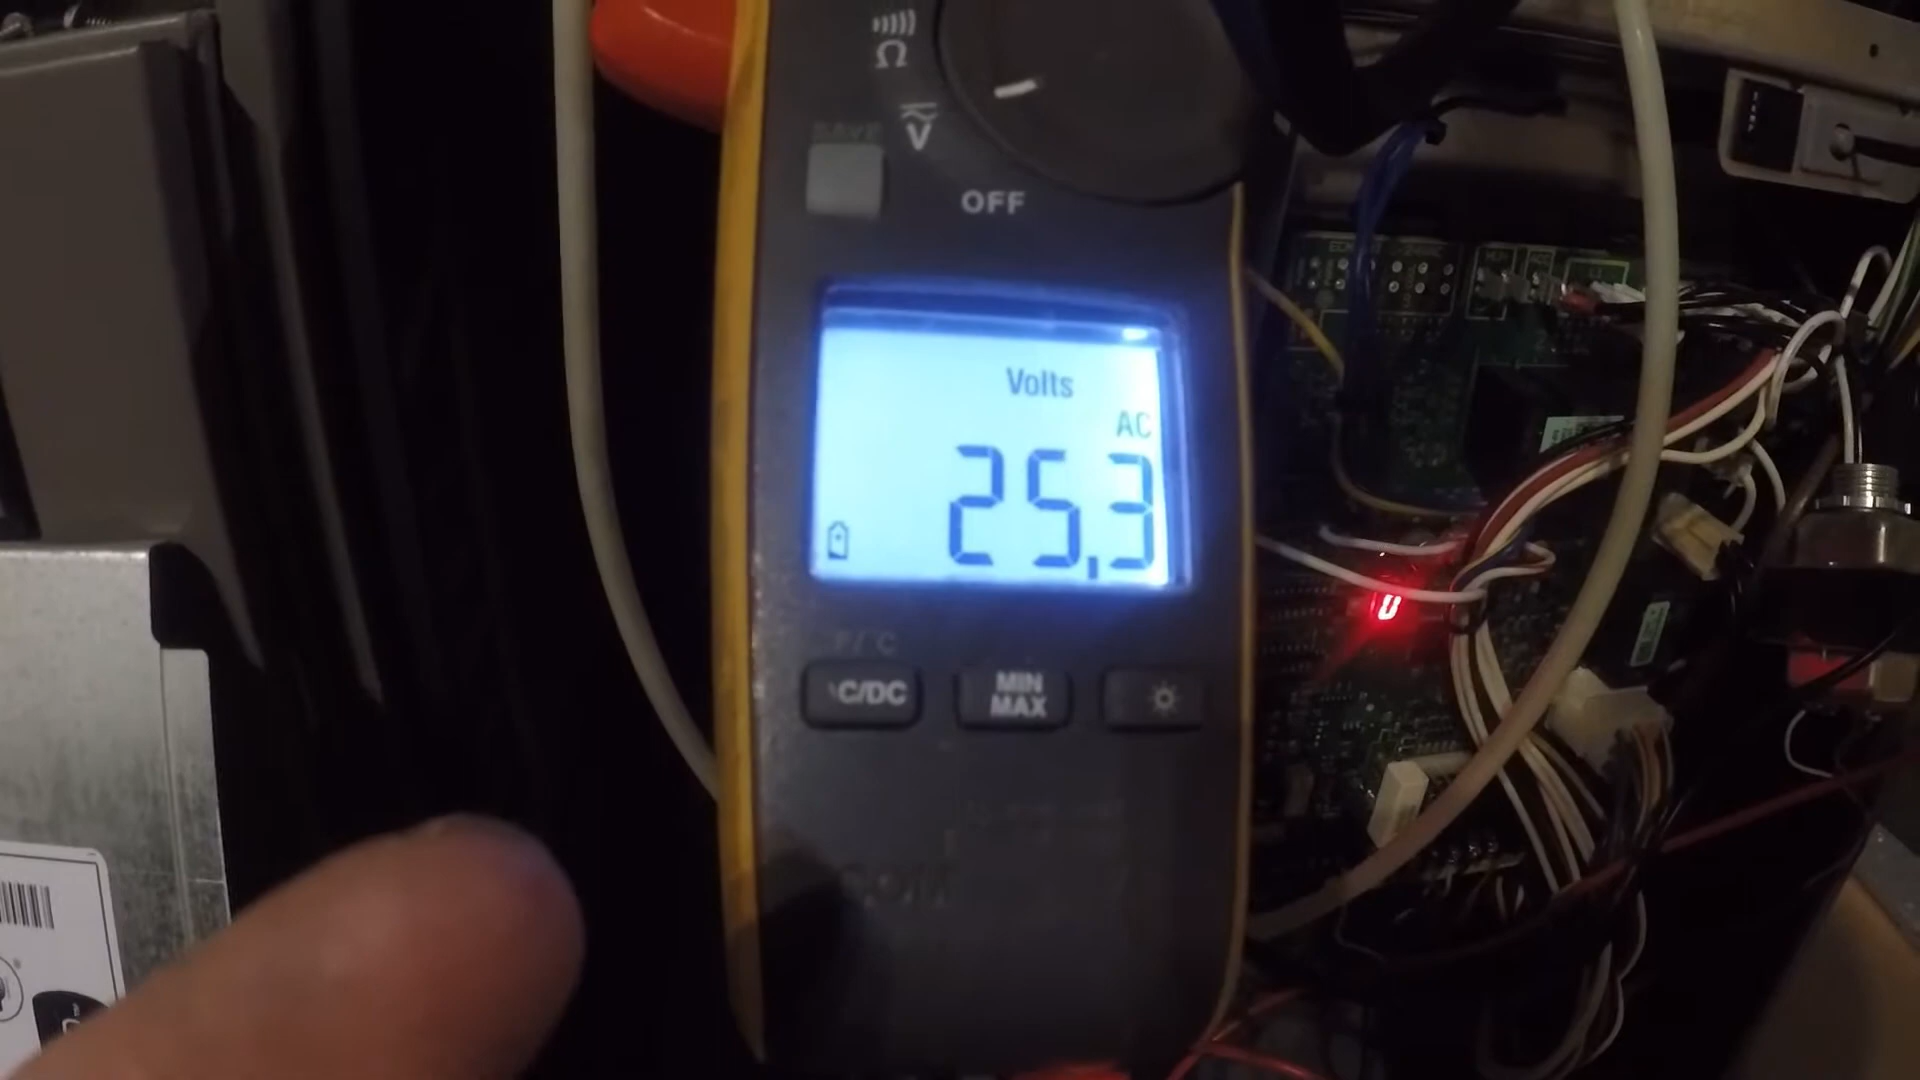 Ω
SAVE
V
OFF
Volts
AC
25,3
F/°C
C/DC
MIN
MAX
U